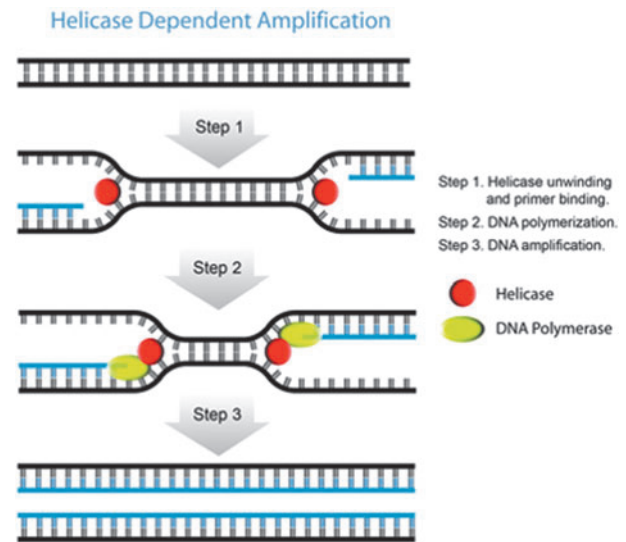 Helicase Dependent Amplification
Step 1
Step 1. Helicase unwinding
and primer binding.
Step 2. DNA polymerization.
Step 3. DNA amplification.
Step 2
Helicase
DNA Polymerase
Step 3